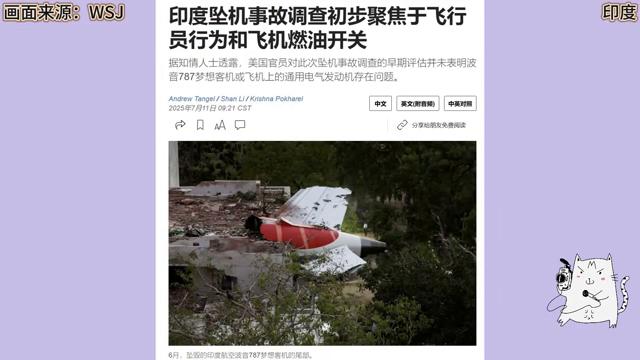 画面来源：WSJ
印度
印度坠机事故调查初步聚焦于飞行
员行为和飞机燃油开关
据知情人士透露，美国官员对此次坠机事故调查的早期评估并未表明波
音787梦想客机或飞机上的通用电气发动机存在问题。
Andrew Tangel / Shan Li / Krishna Pokharel
2025年7月11日 09:21 CST
中文
英文(附音频)
中英对照
AA
分享给朋友免费阅读
6月，坠毁的印度航空波音787梦想客机的尾部。